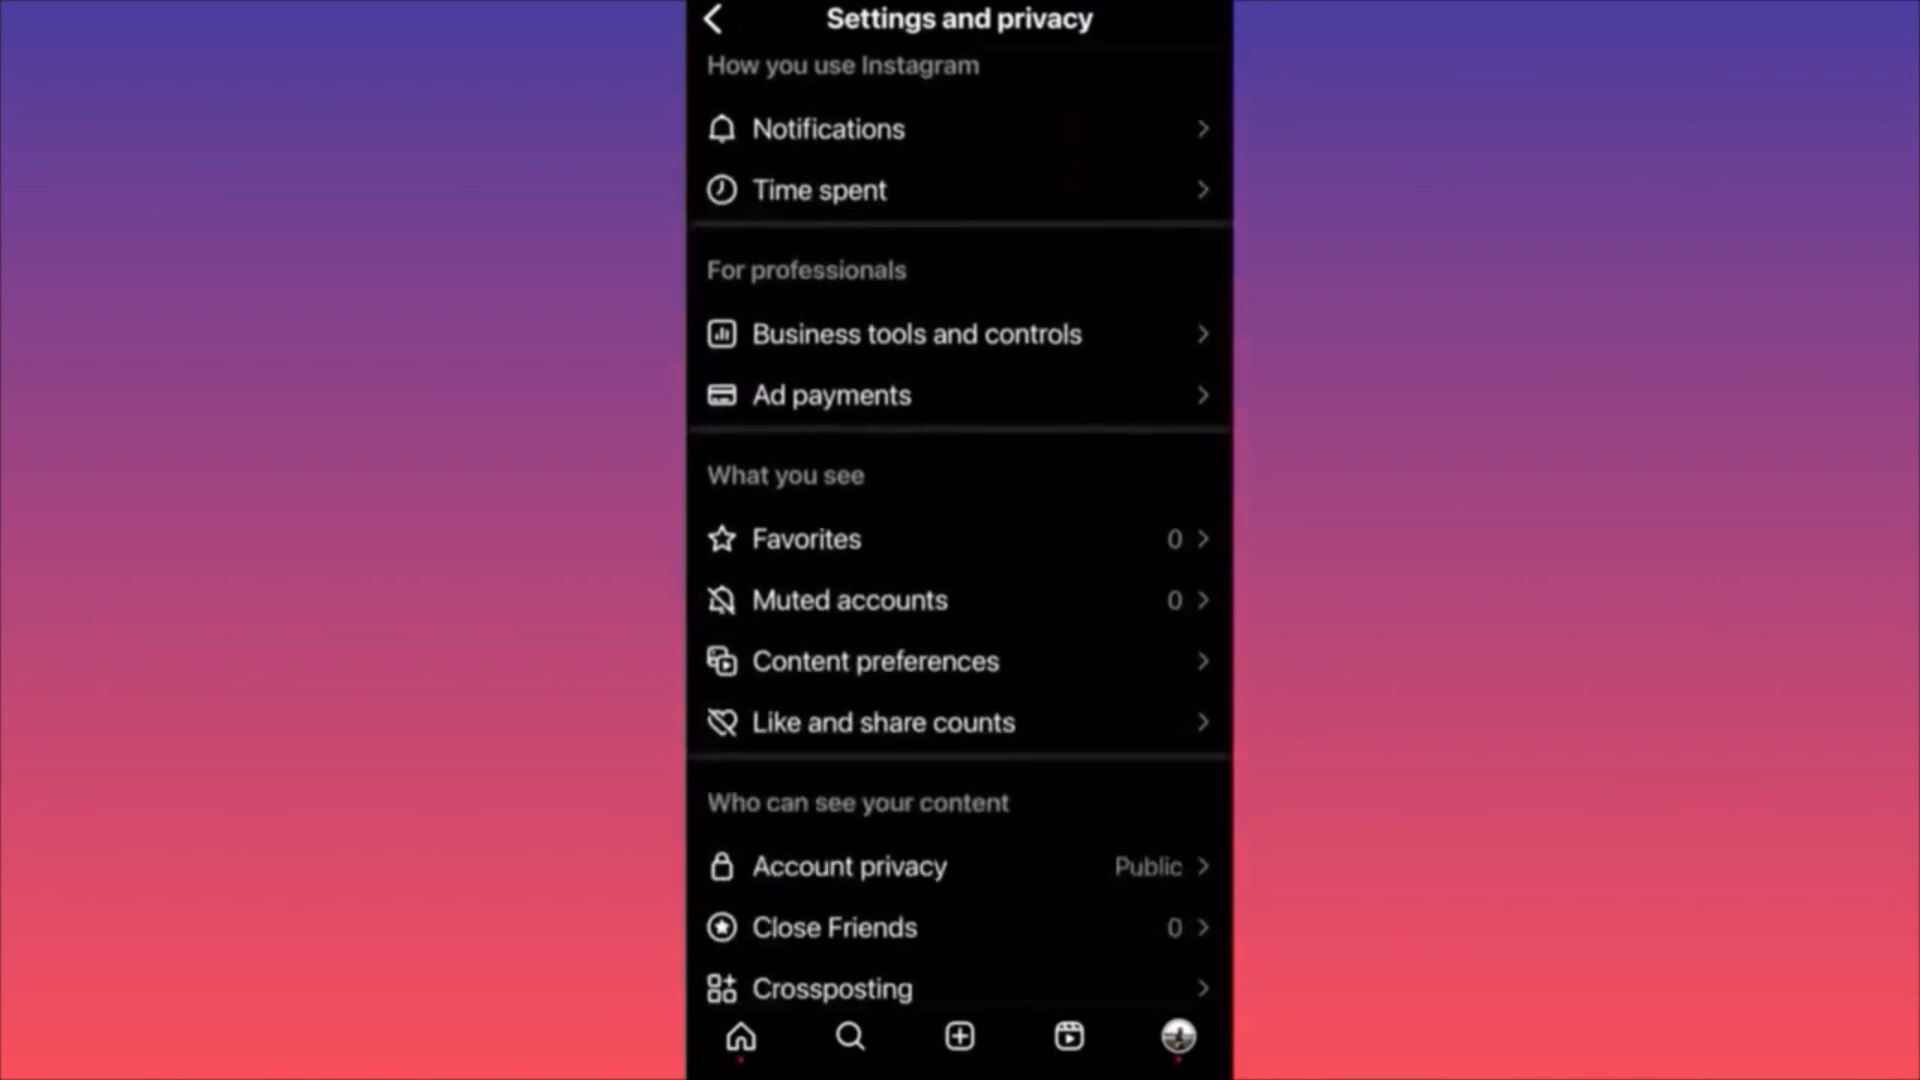 Settings and privacy
How you use Instagram
Notifications
Time spent
For professionals
Business tools and controls
Ad payments
What you see
Favorites 0
Muted accounts 0
Content preferences
Like and share counts
Who can see your content
Account privacy Public
Close Friends 0
Crossposting